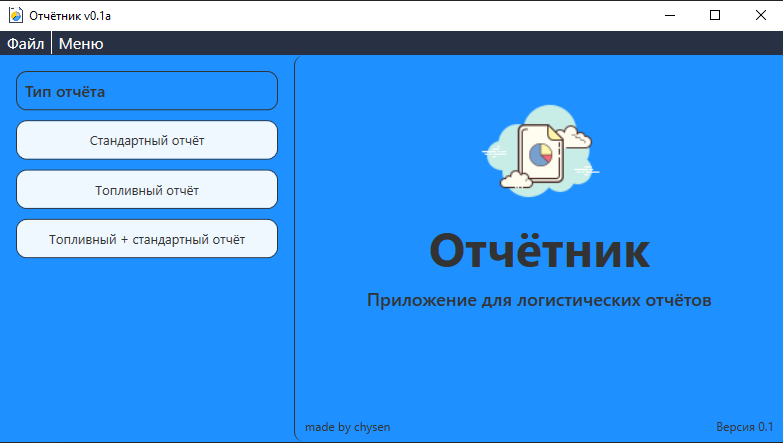 Отчётник v0.1a
Файл Меню
Тип отчёта
Стандартный отчёт
Топливный отчёт
Топливный + стандартный отчёт
Отчётник
Приложение для логистических отчётов
made by chysen
Версия 0.1